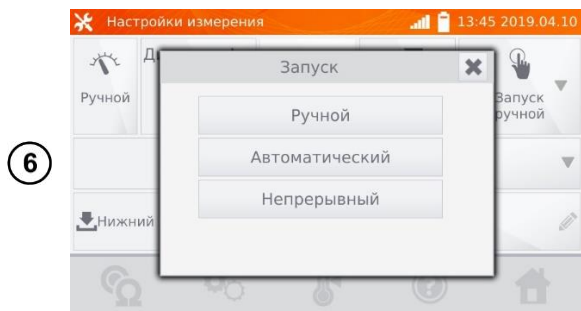 Настройки измерения 13:45 2019.04.10
Запуск
Ручной
Запуск
ручной
Ручной
Автоматический
Непрерывный
6
Нижний